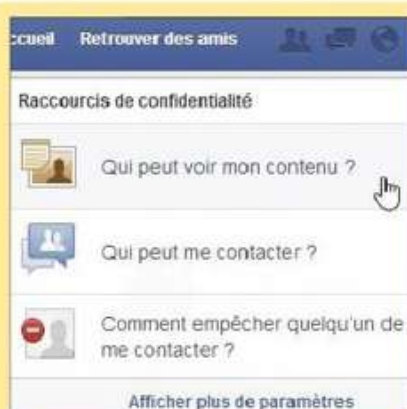 ccueil Retrouver des amis
Raccourcis de confidentialité
Qui peut voir mon contenu ?
Qui peut me contacter ?
Comment empêcher quelqu'un de
me contacter ?
Afficher plus de paramètres